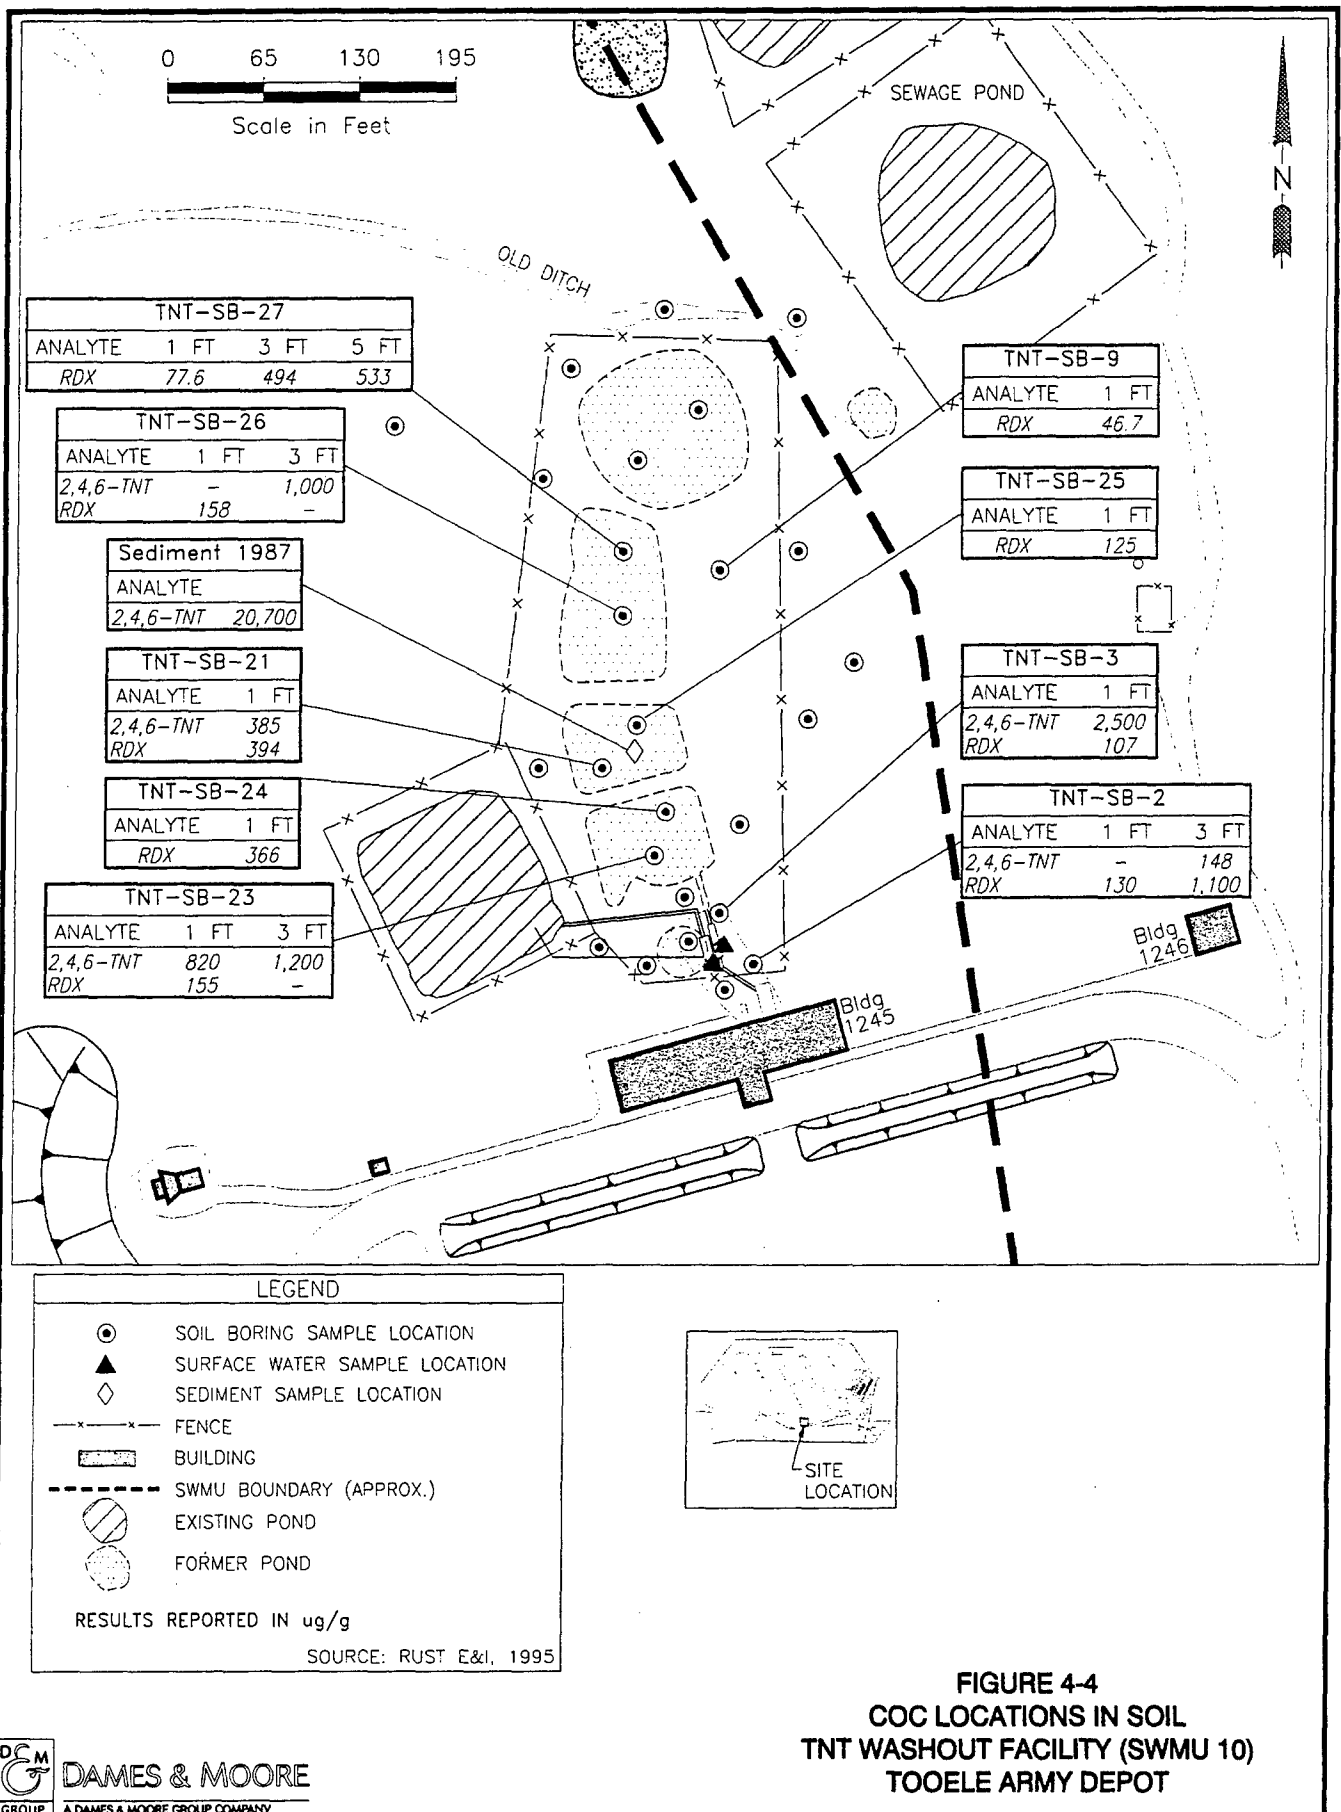 0 65 130 195
Scale in Feet
SEWAGE POND
N
OLD DITCH
TNT-SB-27
ANALYTE 1 FT 3 FT 5 FT
RDX 77.6 494 533
TNT-SB-26
ANALYTE 1 FT 3 FT
2,4,6-TNT - 1,000
RDX 158 -
Sediment 1987
ANALYTE
2,4,6-TNT 20,700
TNT-SB-21
ANALYTE 1 FT
2,4,6-TNT 385
RDX 394
TNT-SB-24
ANALYTE 1 FT
RDX 366
TNT-SB-23
ANALYTE 1 FT 3 FT
2,4,6-TNT 820 1,200
RDX 155 -
TNT-SB-9
ANALYTE 1 FT
RDX 46.7
TNT-SB-25
ANALYTE 1 FT
RDX 125
TNT-SB-3
ANALYTE 1 FT
2,4,6-TNT 2,500
RDX 107
TNT-SB-2
ANALYTE 1 FT 3 FT
2,4,6-TNT - 148
RDX 130 1,100
Bldg
1246
Bldg
1245
LEGEND
SOIL BORING SAMPLE LOCATION
SURFACE WATER SAMPLE LOCATION
SEDIMENT SAMPLE LOCATION
FENCE
BUILDING
SWMU BOUNDARY (APPROX.)
EXISTING POND
FORMER POND
RESULTS REPORTED IN ug/g
SOURCE: RUST E&I, 1995
SITE
LOCATION
FIGURE 4-4
COC LOCATIONS IN SOIL
TNT WASHOUT FACILITY (SWMU 10)
TOOELE ARMY DEPOT
D&M
GROUP
DAMES & MOORE
A DAMES & MOORE GROUP COMPANY